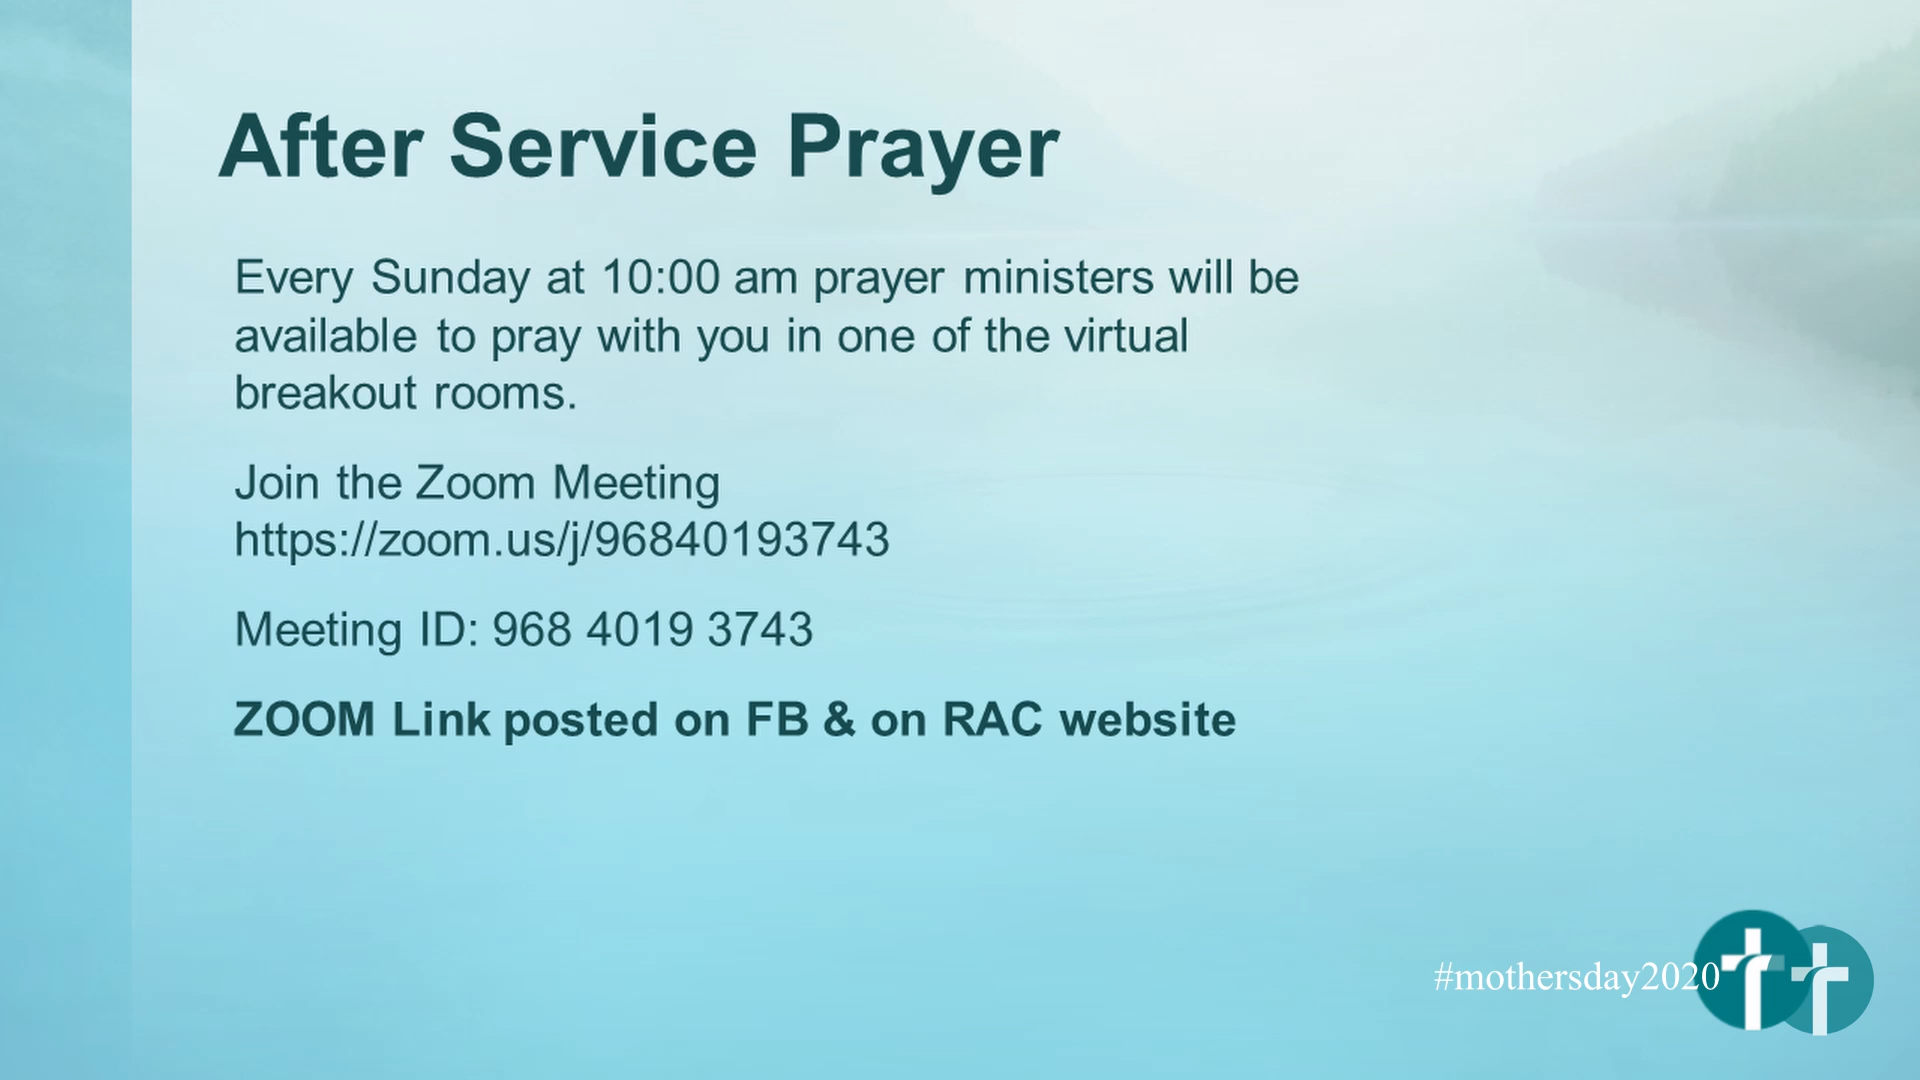 After Service Prayer
Every Sunday at 10:00 am prayer ministers will be
available to pray with you in one of the virtual
breakout rooms.
Join the Zoom Meeting
https://zoom.us/j/96840193743
Meeting ID: 968 4019 3743
ZOOM Link posted on FB & on RAC website
#mothersday2020